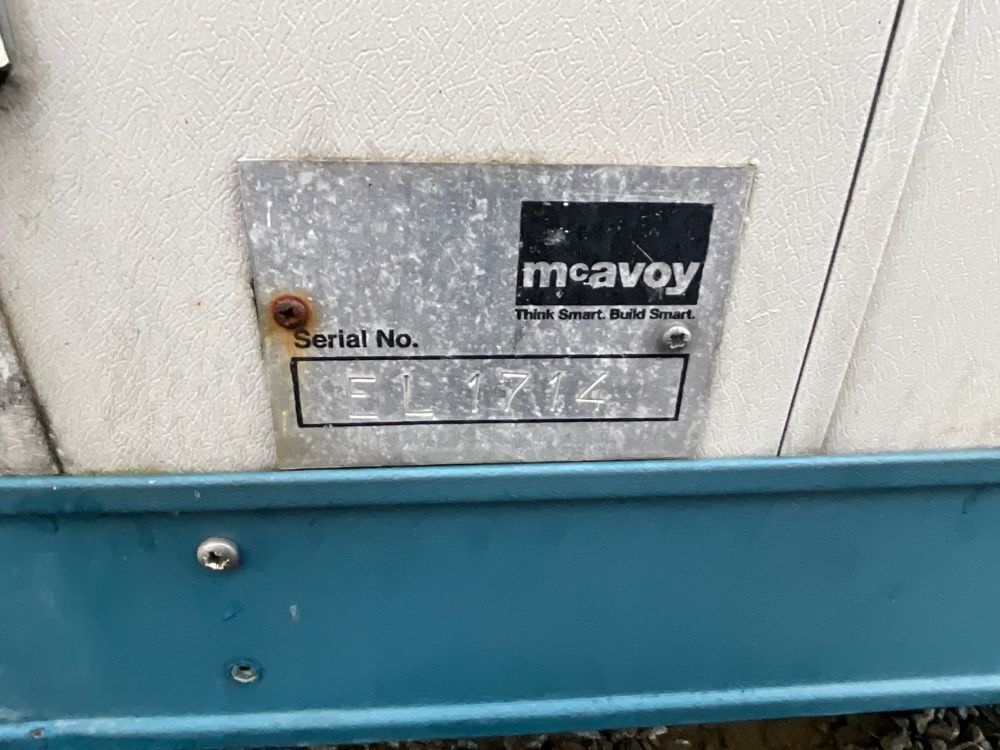 mcavoy
Think Smart. Build Smart.
Serial No.
EL 1714